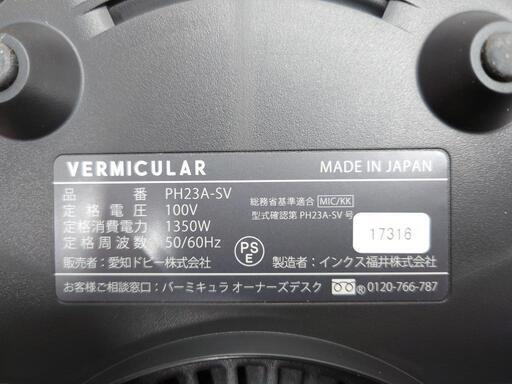 VERMICULAR MADE IN JAPAN
品番 PH23A-SV
定格電圧 100V
定格消費電力 1350W
定格周波数 50/60Hz
総務省基準適合 MIC/KK
型式確認第 PH23A-SV 号
17316
PSE
販売者：愛知ドビー株式会社 製造者：インクス福井株式会社
お客様ご相談窓口：バーミキュラ オーナーズデスク ® 0120-766-787